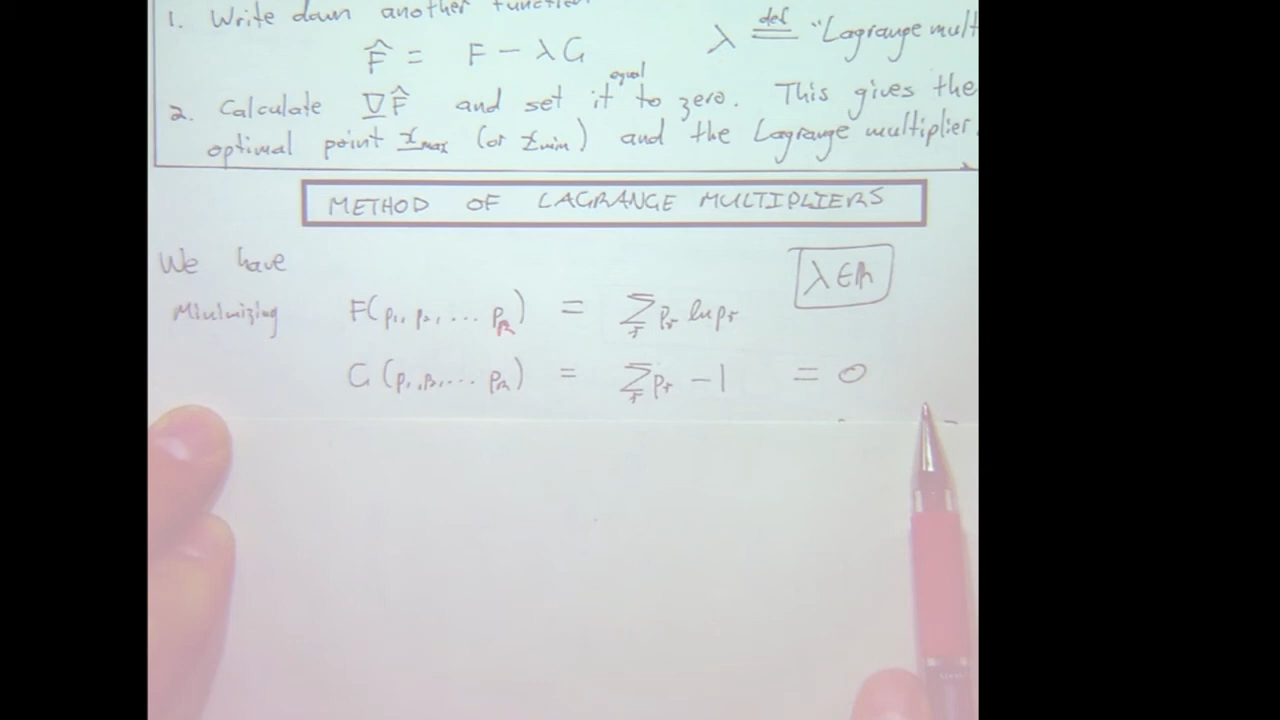 1. Write down another function
F̂ = F - λG
λ def = "Lagrange mult
2. Calculate ∇F̂ and set it equal to zero. This gives the
optimal point x_max (or x_min) and the Lagrange multiplier.
METHOD OF LAGRANGE MULTIPLIERS
We have
λ∈ℝ
Minimizing F(p₁, p₂, ... p_R) = Σ_r p_r ln p_r
G(p₁, p₂, ... p_R) = Σ_r p_r - 1 = 0